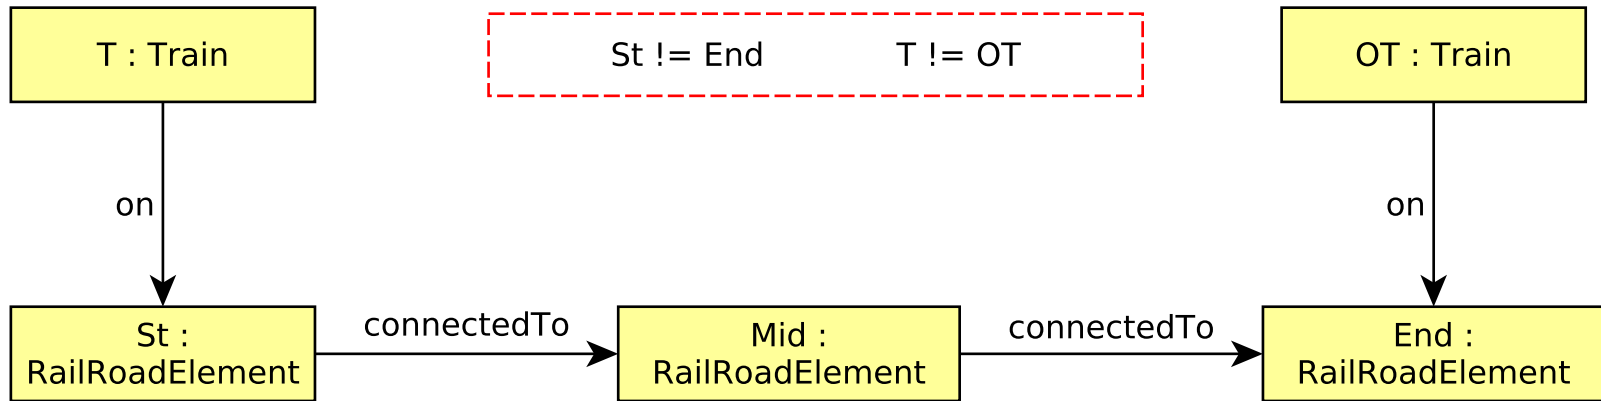 T : Train
St != End
T != OT
OT : Train
on
on
St :
RailRoadElement
connectedTo
Mid :
RailRoadElement
connectedTo
End :
RailRoadElement